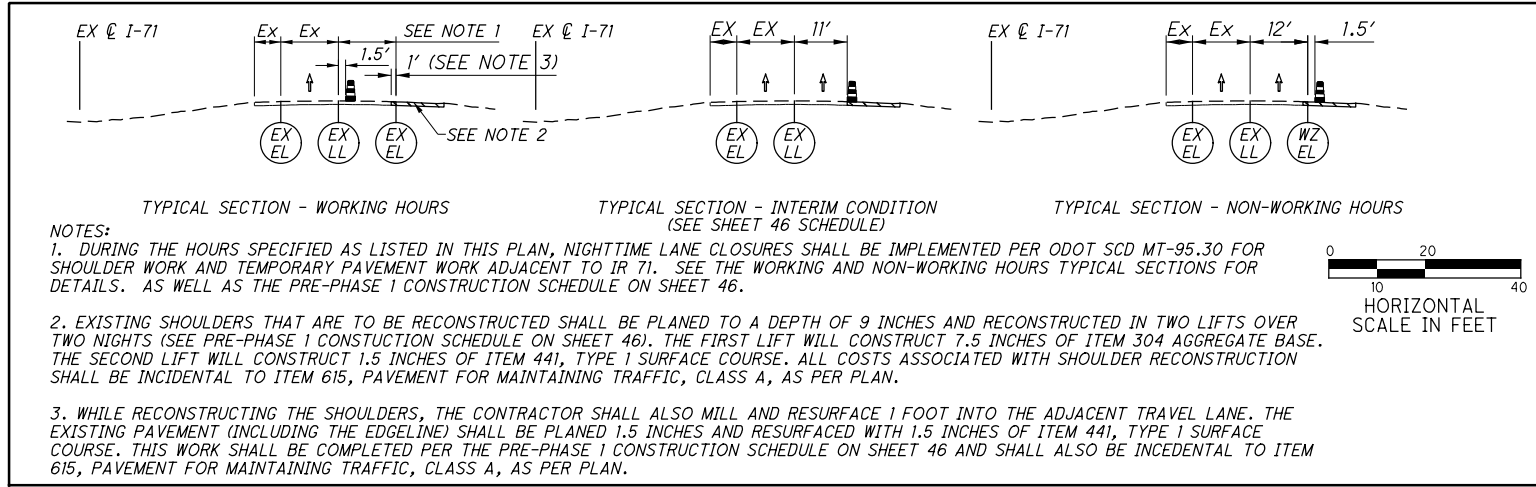 EX ℄ I-71
Ex
Ex
SEE NOTE 1
1.5'
1' (SEE NOTE 3)
SEE NOTE 2
EX
EL
EX
LL
EX
EL
TYPICAL SECTION - WORKING HOURS
EX ℄ I-71
EX
EX
11'
EX
EL
EX
LL
TYPICAL SECTION - INTERIM CONDITION
(SEE SHEET 46 SCHEDULE)
EX ℄ I-71
Ex
Ex
12'
1.5'
EX
EL
EX
LL
WZ
EL
TYPICAL SECTION - NON-WORKING HOURS
NOTES:
1. DURING THE HOURS SPECIFIED AS LISTED IN THIS PLAN, NIGHTTIME LANE CLOSURES SHALL BE IMPLEMENTED PER ODOT SCD MT-95.30 FOR
SHOULDER WORK AND TEMPORARY PAVEMENT WORK ADJACENT TO IR 71. SEE THE WORKING AND NON-WORKING HOURS TYPICAL SECTIONS FOR
DETAILS. AS WELL AS THE PRE-PHASE 1 CONSTRUCTION SCHEDULE ON SHEET 46.
2. EXISTING SHOULDERS THAT ARE TO BE RECONSTRUCTED SHALL BE PLANED TO A DEPTH OF 9 INCHES AND RECONSTRUCTED IN TWO LIFTS OVER
TWO NIGHTS (SEE PRE-PHASE 1 CONSTUCTION SCHEDULE ON SHEET 46). THE FIRST LIFT WILL CONSTRUCT 7.5 INCHES OF ITEM 304 AGGREGATE BASE.
THE SECOND LIFT WILL CONSTRUCT 1.5 INCHES OF ITEM 441, TYPE 1 SURFACE COURSE. ALL COSTS ASSOCIATED WITH SHOULDER RECONSTRUCTION
SHALL BE INCIDENTAL TO ITEM 615, PAVEMENT FOR MAINTAINING TRAFFIC, CLASS A, AS PER PLAN.
3. WHILE RECONSTRUCTING THE SHOULDERS, THE CONTRACTOR SHALL ALSO MILL AND RESURFACE 1 FOOT INTO THE ADJACENT TRAVEL LANE. THE
EXISTING PAVEMENT (INCLUDING THE EDGELINE) SHALL BE PLANED 1.5 INCHES AND RESURFACED WITH 1.5 INCHES OF ITEM 441, TYPE 1 SURFACE
COURSE. THIS WORK SHALL BE COMPLETED PER THE PRE-PHASE 1 CONSTRUCTION SCHEDULE ON SHEET 46 AND SHALL ALSO BE INCEDENTAL TO ITEM
615, PAVEMENT FOR MAINTAINING TRAFFIC, CLASS A, AS PER PLAN.
0 20
10 40
HORIZONTAL
SCALE IN FEET